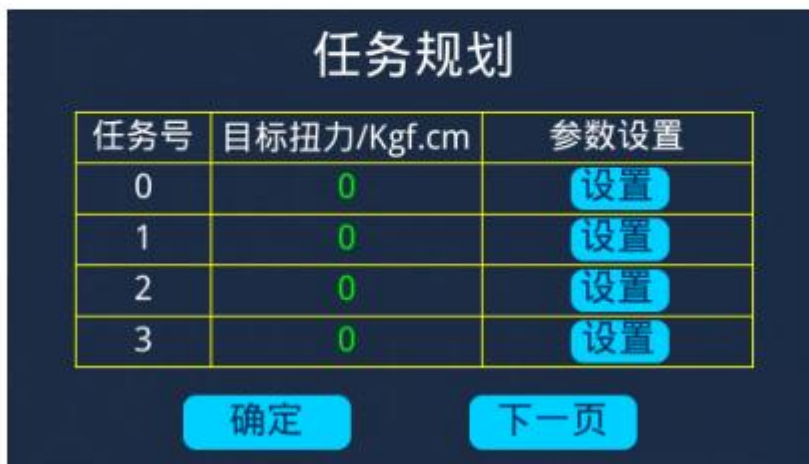 任务规划
任务号 目标扭力/Kgf.cm 参数设置
0 0 设置
1 0 设置
2 0 设置
3 0 设置
确定 下一页